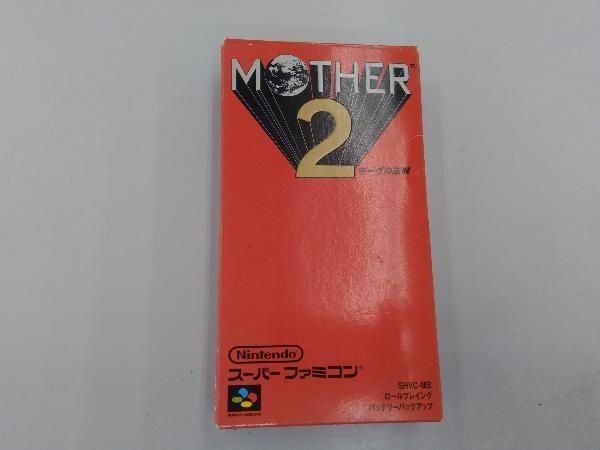 MOTHER
TM
2
ギーグの逆襲
Nintendo
スーパーファミコン®
SHVC-MB
ロールプレイング
バッテリーバックアップ